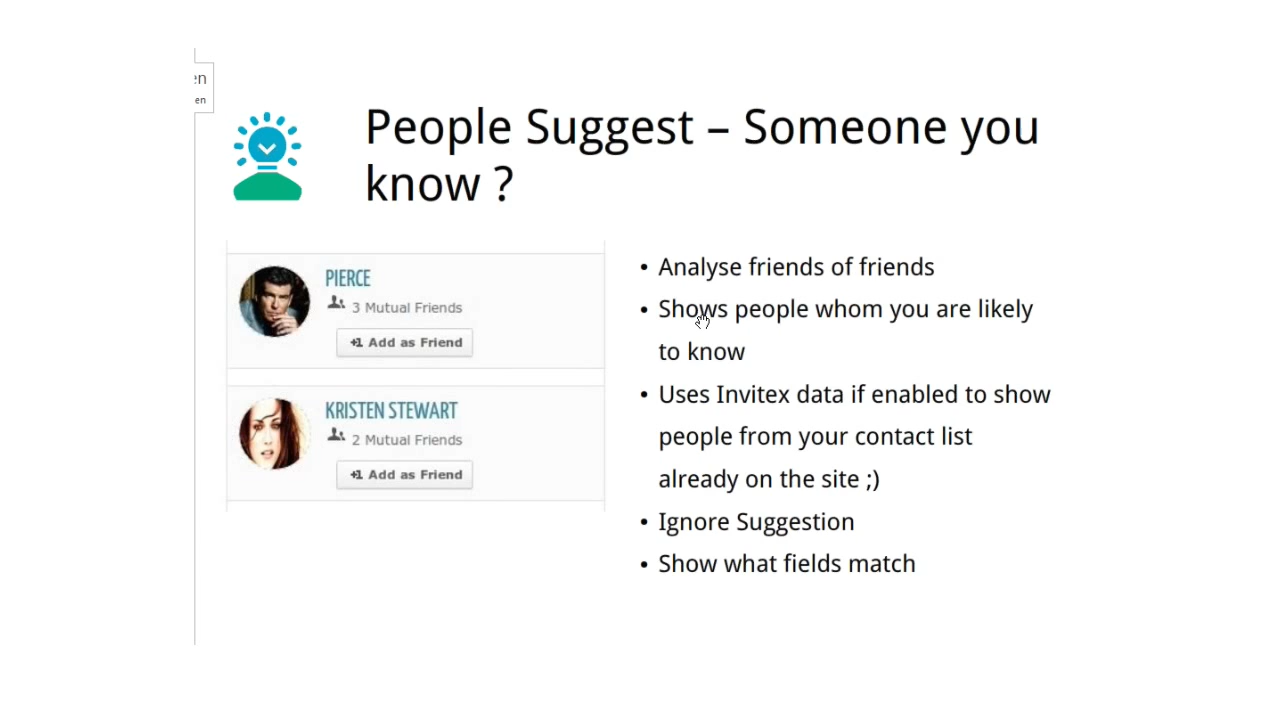 en
en
People Suggest – Someone you
know ?
PIERCE
3 Mutual Friends
+1 Add as Friend
KRISTEN STEWART
2 Mutual Friends
+1 Add as Friend
• Analyse friends of friends
• Shows people whom you are likely
to know
• Uses Invitex data if enabled to show
people from your contact list
already on the site ;)
• Ignore Suggestion
• Show what fields match